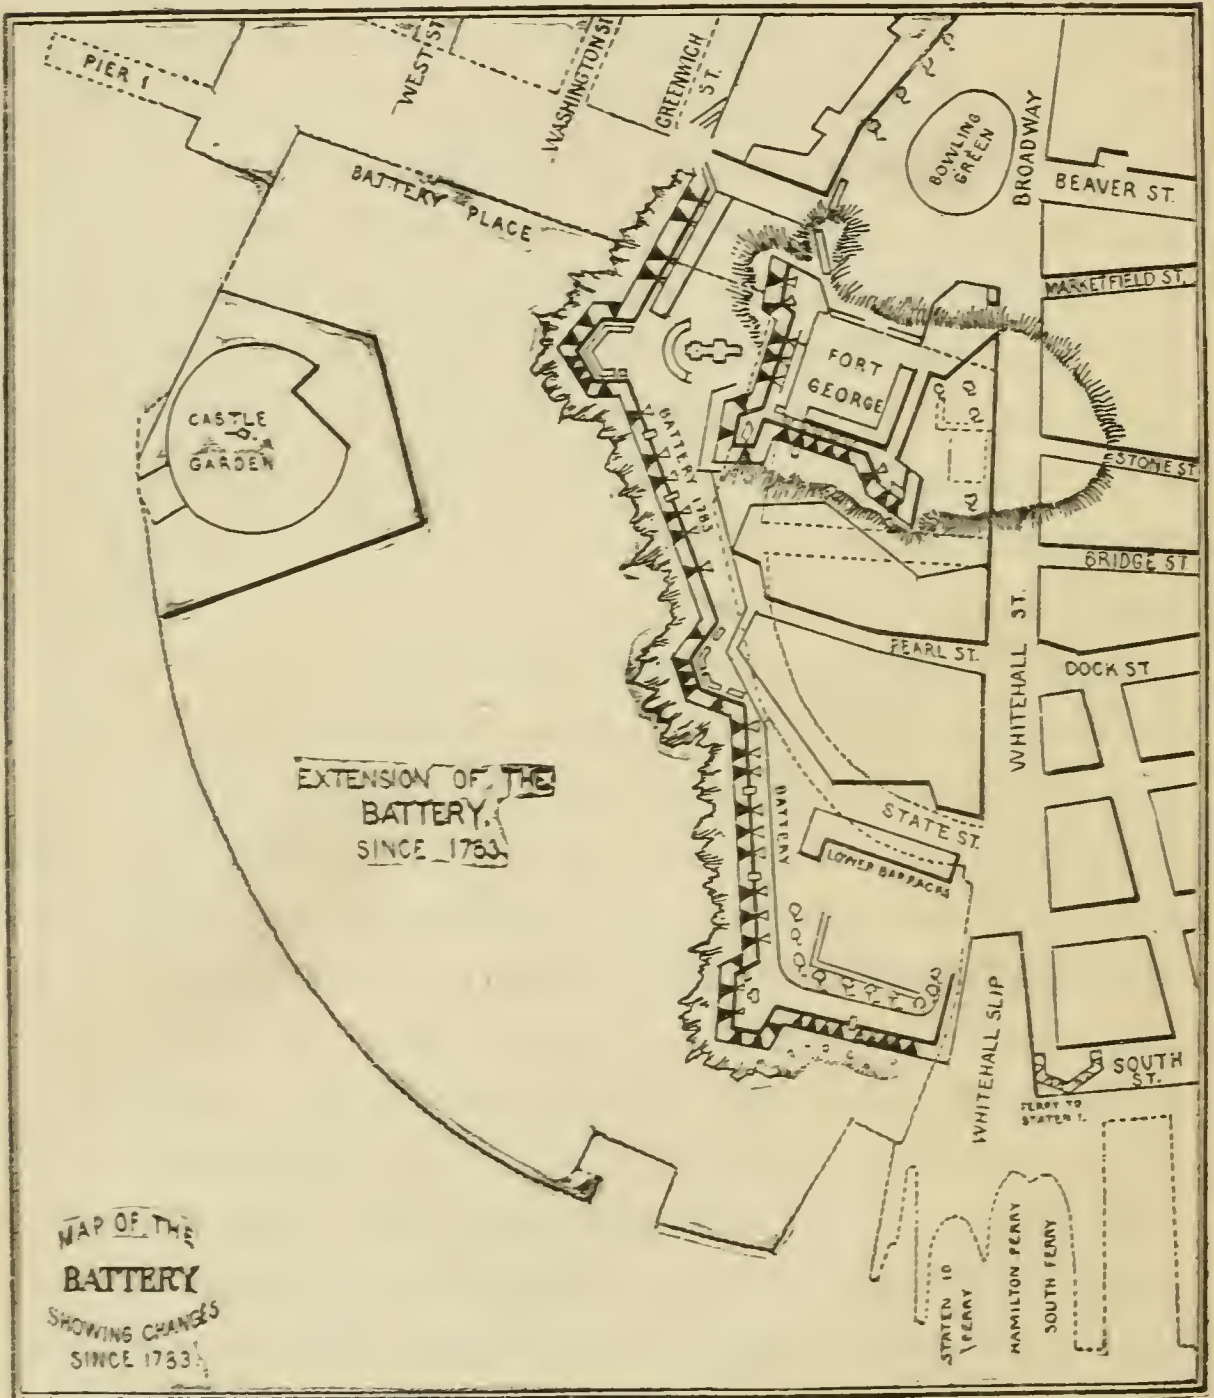 PIER 1
WEST ST
WASHINGTON ST
GREENWICH
ST.
BATTERY PLACE
BOWLING
GREEN
BROADWAY
BEAVER ST.
MARKETFIELD ST.
FORT
GEORGE
CASTLE
GARDEN
BATTERY 1783
STONE ST
BRIDGE ST
PEARL ST.
WHITEHALL ST.
DOCK ST
EXTENSION OF THE
BATTERY.
SINCE 1783.
BATTERY
STATE ST.
LOWER BARRACKS
WHITEHALL SLIP
SOUTH
ST.
FERRY TO
STATEN I.
STATEN ID
FERRY
HAMILTON FERRY
SOUTH FERRY
MAP OF THE
BATTERY
SHOWING CHANGES
SINCE 1783.